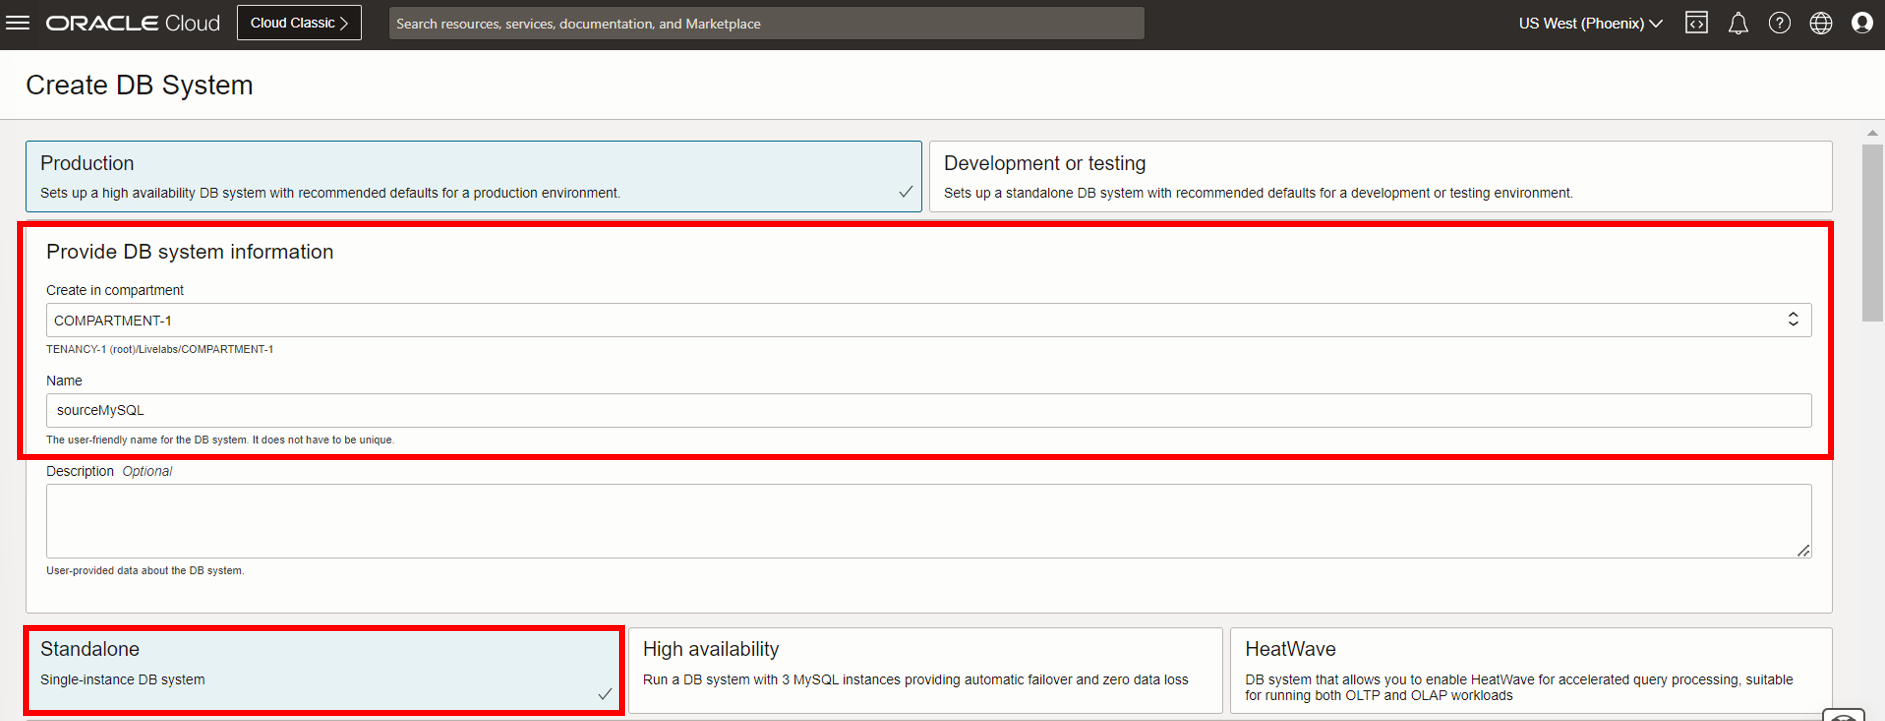 ORACLE Cloud
Cloud Classic
Search resources, services, documentation, and Marketplace
US West (Phoenix)
Create DB System
Production
Sets up a high availability DB system with recommended defaults for a production environment.
Development or testing
Sets up a standalone DB system with recommended defaults for a development or testing environment.
Provide DB system information
Create in compartment
COMPARTMENT-1
TENANCY-1 (root)/Livelabs/COMPARTMENT-1
Name
sourceMySQL
The user-friendly name for the DB system. It does not have to be unique.
Description Optional
User-provided data about the DB system.
Standalone
Single-instance DB system
High availability
Run a DB system with 3 MySQL instances providing automatic failover and zero data loss
HeatWave
DB system that allows you to enable HeatWave for accelerated query processing, suitable
for running both OLTP and OLAP workloads